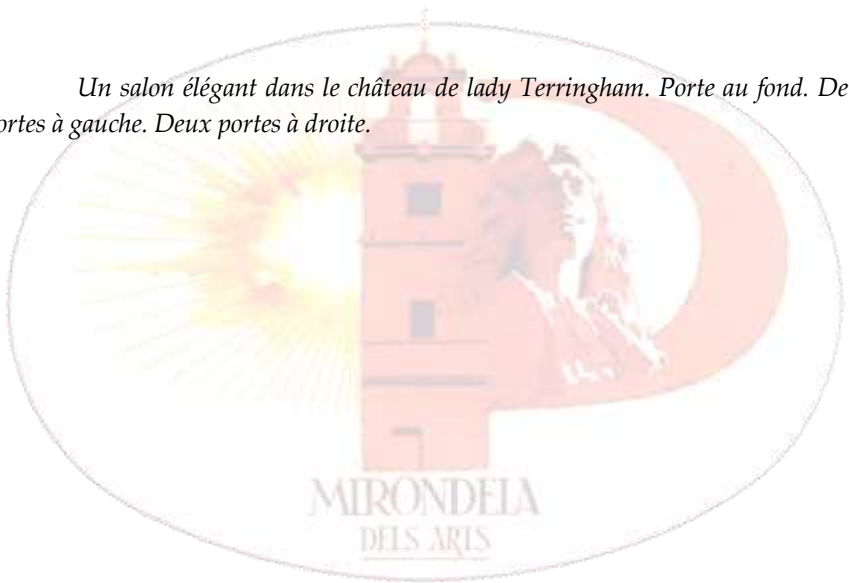 Un salon élégant dans le château de lady Terringham. Porte au fond. De
ortes à gauche. Deux portes à droite.
MIRONDELA
DELS ARTS